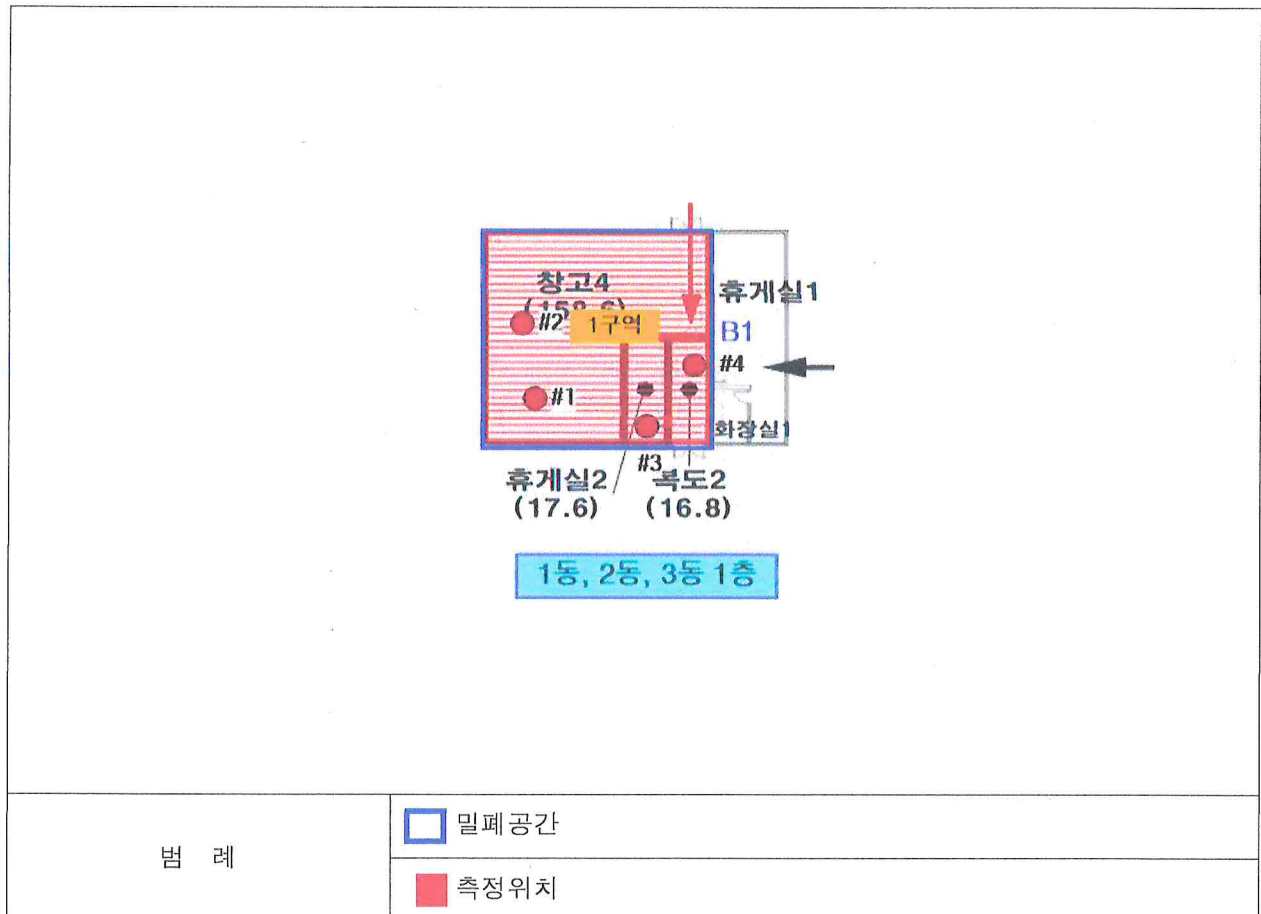 창고4
#2
1구역
휴게실1
B1
#4
#1
화장실1
#3
휴게실2
(17.6)
복도2
(16.8)
1동, 2동, 3동 1층
범 례
밀폐공간
측정위치